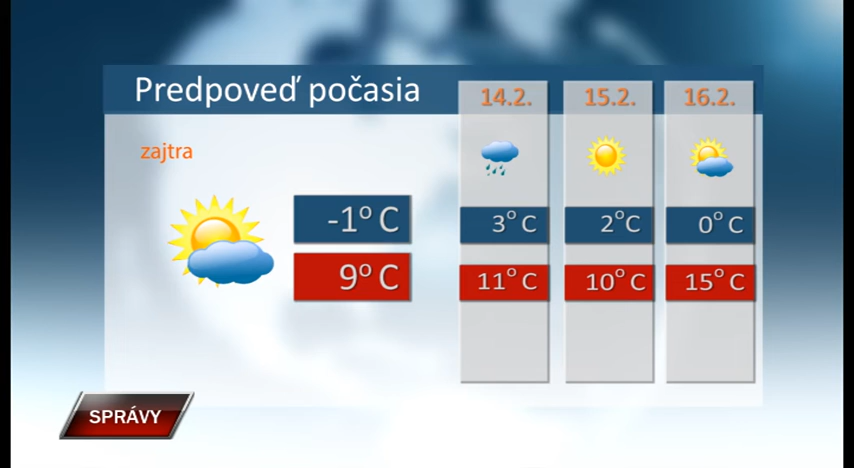 Predpoveď počasia
zajtra
-1° C
9° C
14.2.
3° C
11° C
15.2.
2°C
10° C
16.2.
0° C
15° C
SPRÁVY